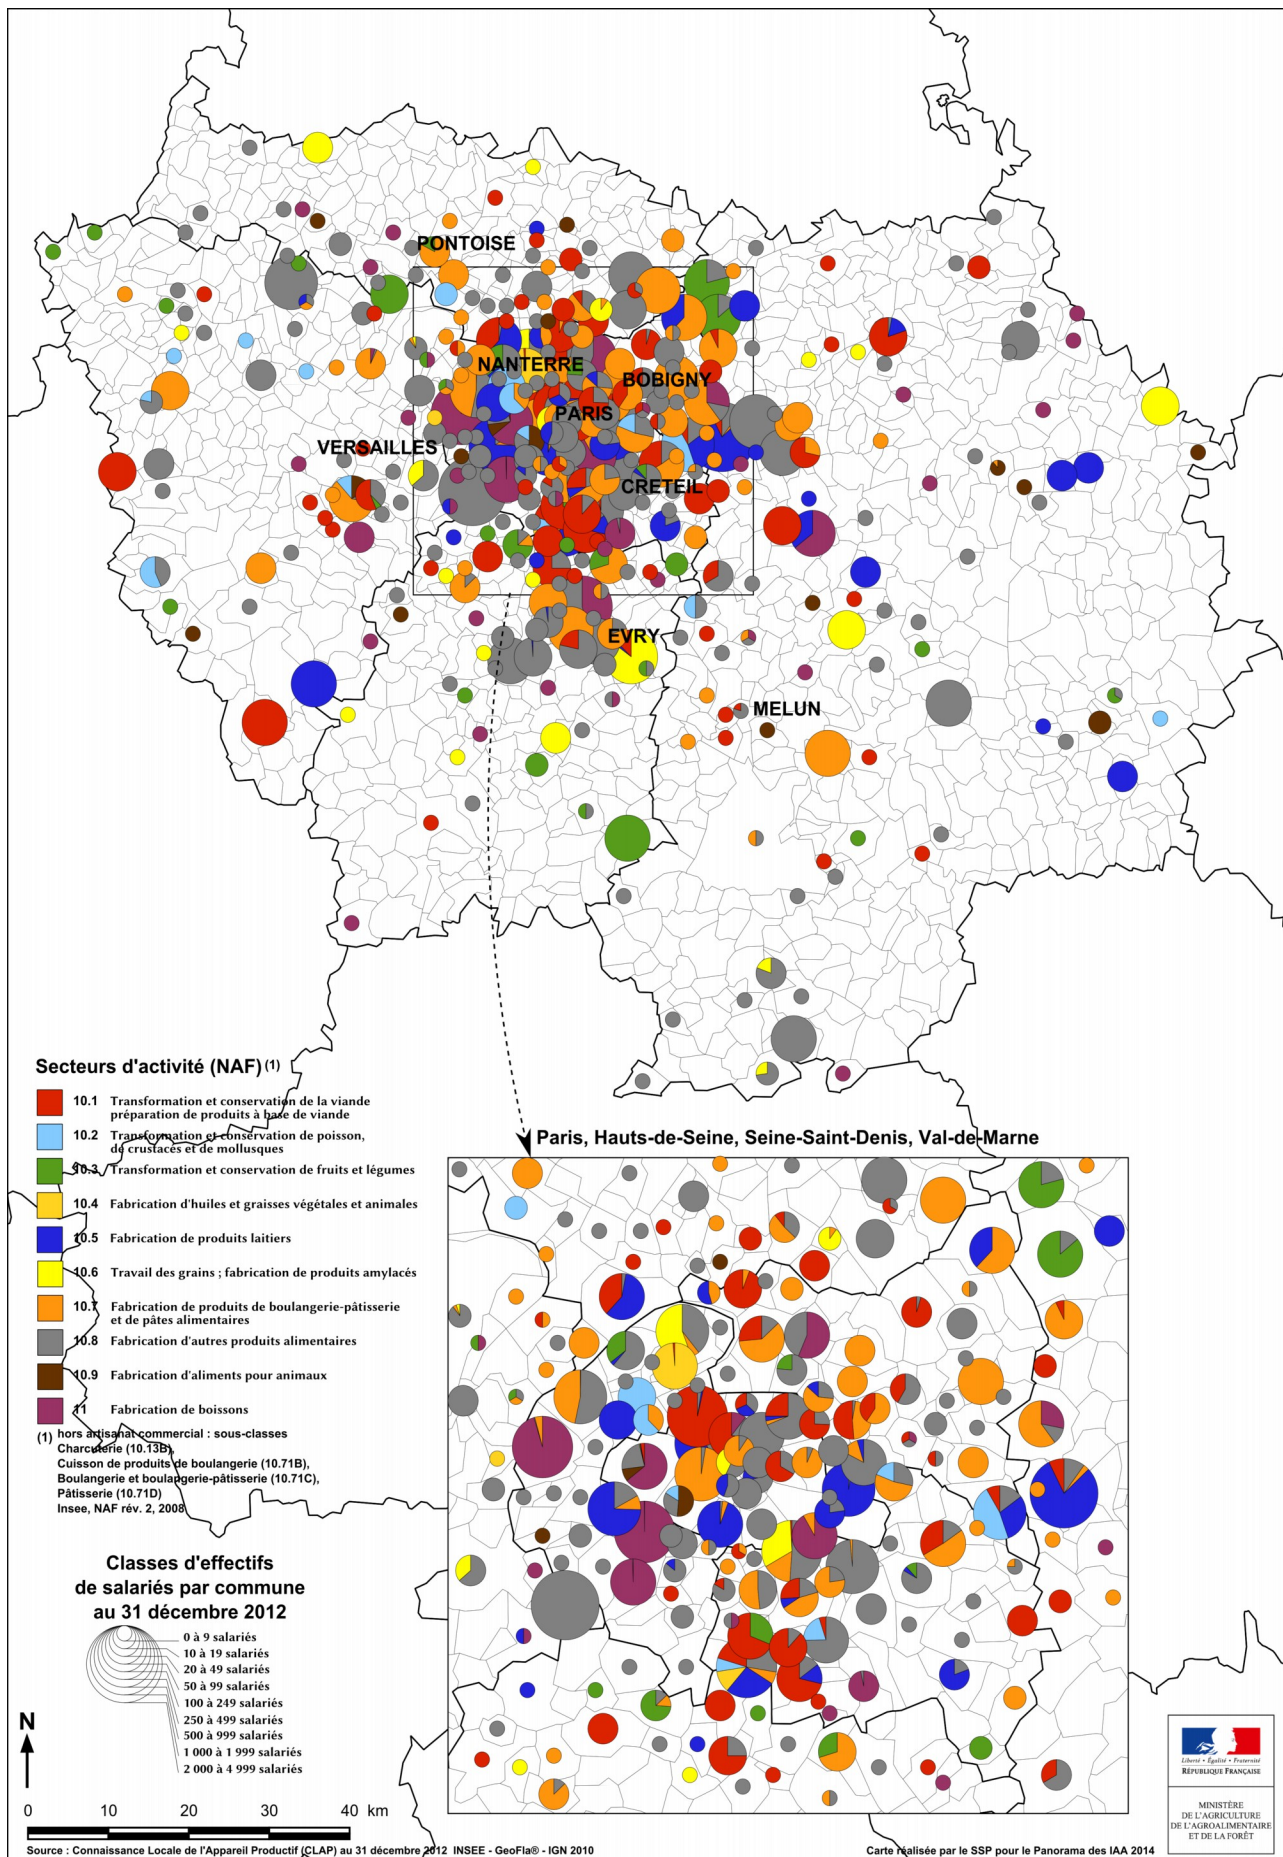 PONTOISE
NANTERRE
BOBIGNY
PARIS
VERSAILLES
CRETEIL
EVRY
MELUN
Secteurs d'activité (NAF) (1)
10.1 Transformation et conservation de la viande
préparation de produits à base de viande
10.2 Transformation et conservation de poisson,
de crustacés et de mollusques
10.3 Transformation et conservation de fruits et légumes
10.4 Fabrication d'huiles et graisses végétales et animales
10.5 Fabrication de produits laitiers
10.6 Travail des grains ; fabrication de produits amylacés
10.7 Fabrication de produits de boulangerie-pâtisserie
et de pâtes alimentaires
10.8 Fabrication d'autres produits alimentaires
10.9 Fabrication d'aliments pour animaux
11 Fabrication de boissons
(1) hors artisanat commercial : sous-classes
Charcuterie (10.13B),
Cuisson de produits de boulangerie (10.71B),
Boulangerie et boulangerie-pâtisserie (10.71C),
Pâtisserie (10.71D)
Insee, NAF rév. 2, 2008
Classes d'effectifs
de salariés par commune
au 31 décembre 2012
0 à 9 salariés
10 à 19 salariés
20 à 49 salariés
50 à 99 salariés
100 à 249 salariés
250 à 499 salariés
500 à 999 salariés
1 000 à 1 999 salariés
2 000 à 4 999 salariés
N
0 10 20 30 40 km
Source : Connaissance Locale de l'Appareil Productif (CLAP) au 31 décembre 2012 INSEE - GeoFla® - IGN 2010
Paris, Hauts-de-Seine, Seine-Saint-Denis, Val-de-Marne
Liberté • Égalité • Fraternité
RÉPUBLIQUE FRANÇAISE
MINISTÈRE
DE L'AGRICULTURE
DE L'AGROALIMENTAIRE
ET DE LA FORÊT
Carte réalisée par le SSP pour le Panorama des IAA 2014